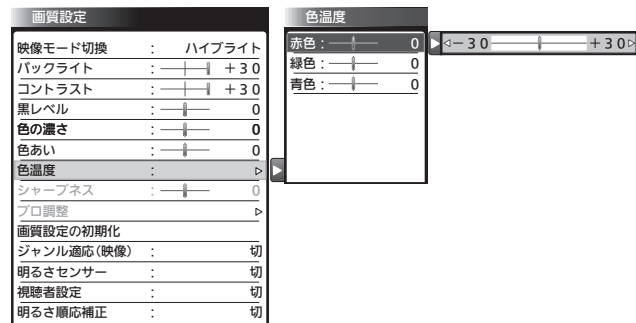 画質設定
映像モード切換 : ハイブライト
バックライト : +30
コントラスト : +30
黒レベル : 0
色の濃さ : 0
色あい : 0
色温度 :
シャープネス : 0
プロ調整
画質設定の初期化
ジャンル適応(映像) : 切
明るさセンサー : 切
視聴者設定 : 切
明るさ順応補正 : 切
色温度
赤色: 0
緑色: 0
青色: 0
-30 +30